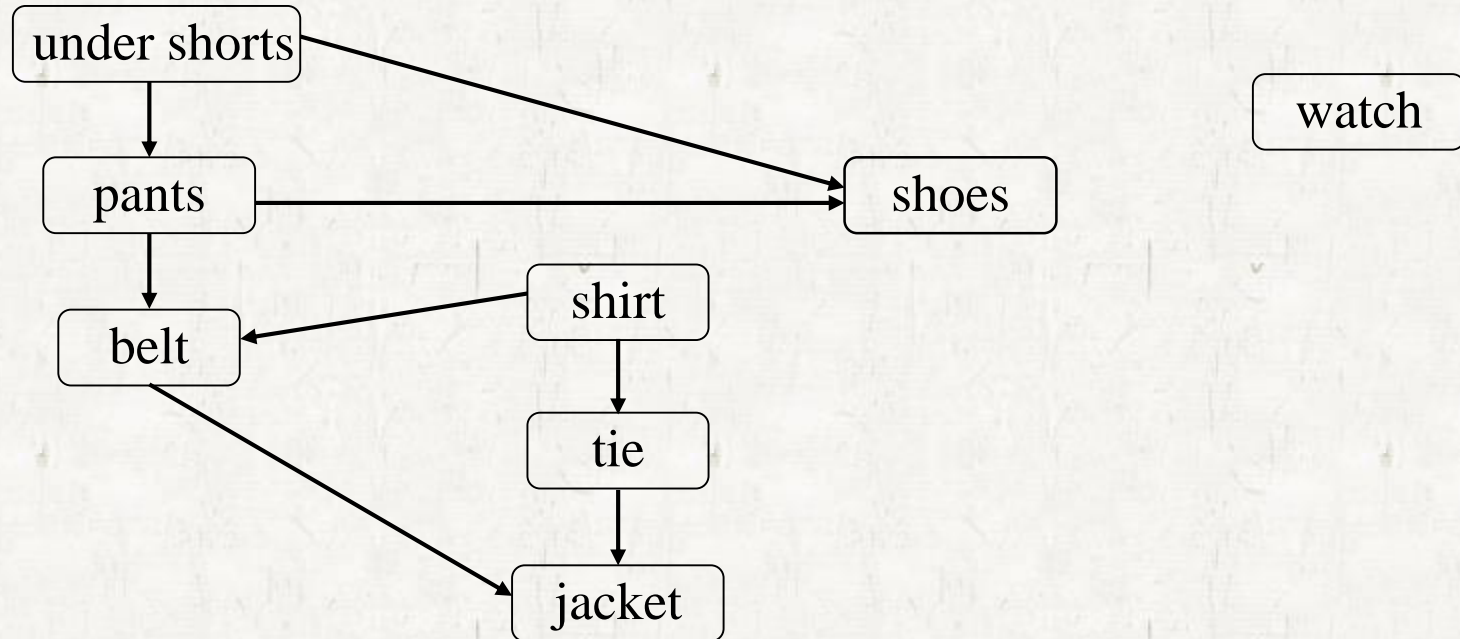 under shorts
watch
pants
shoes
shirt
belt
tie
jacket